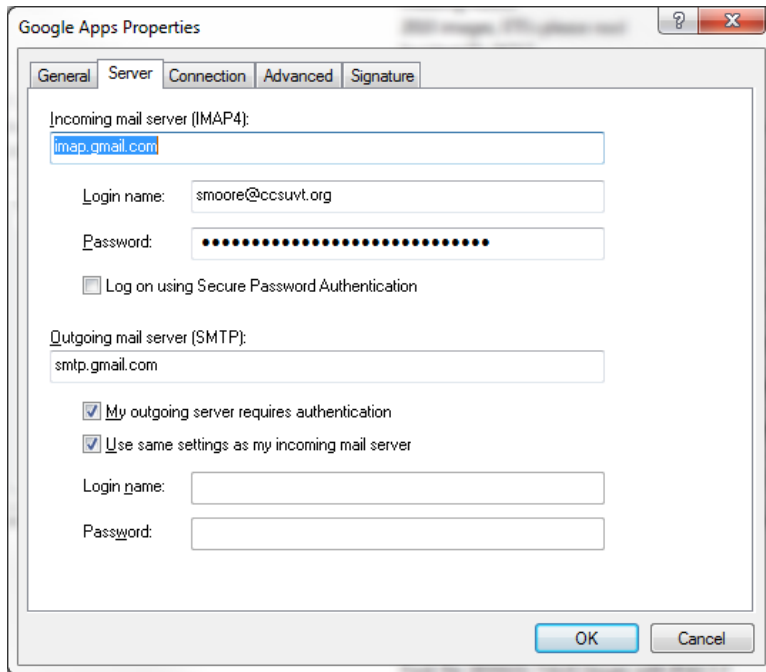 Google Apps Properties
General Server Connection Advanced Signature
Incoming mail server (IMAP4):
imap.gmail.com
Login name: smoore@ccsuvt.org
Password: ●●●●●●●●●●●●●●●●●●●●●●●●●●●●●
Log on using Secure Password Authentication
Outgoing mail server (SMTP):
smtp.gmail.com
My outgoing server requires authentication
Use same settings as my incoming mail server
Login name:
Password:
OK Cancel